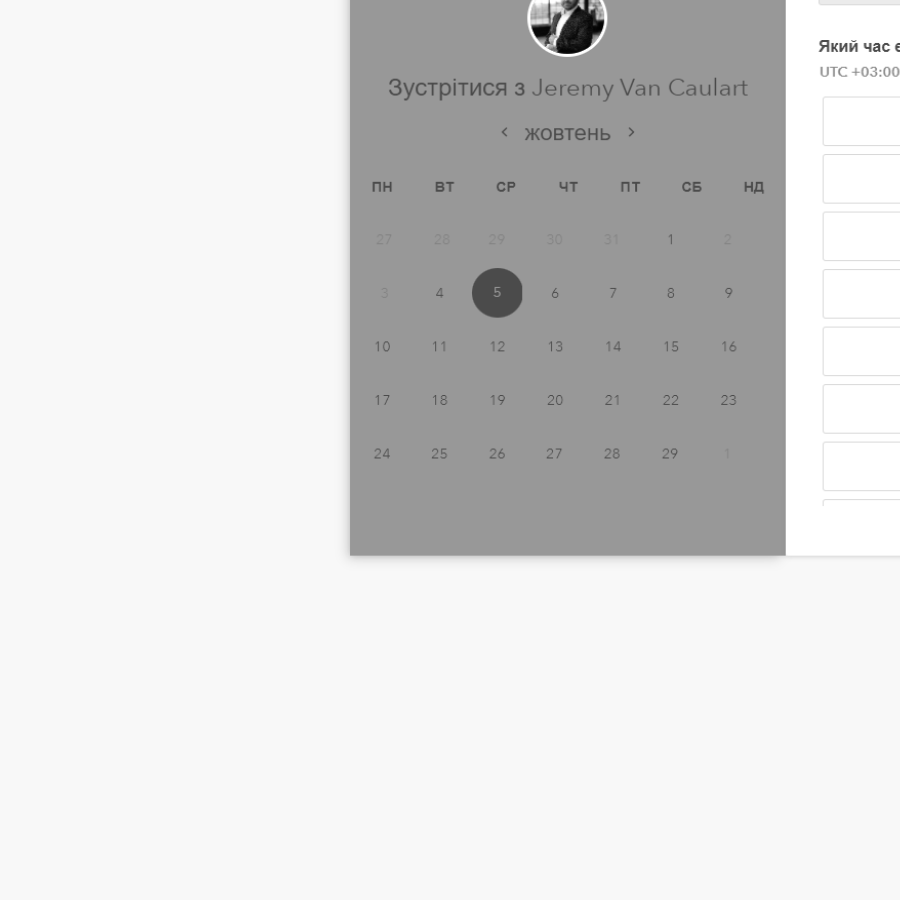 Зустрітися з Jeremy Van Caulart
жовтень
ПН ВТ СР ЧТ ПТ СБ НД
27 28 29 30 31 1 2
3 4 5 6 7 8 9
10 11 12 13 14 15 16
17 18 19 20 21 22 23
24 25 26 27 28 29 1
Який час
UTC +03:00